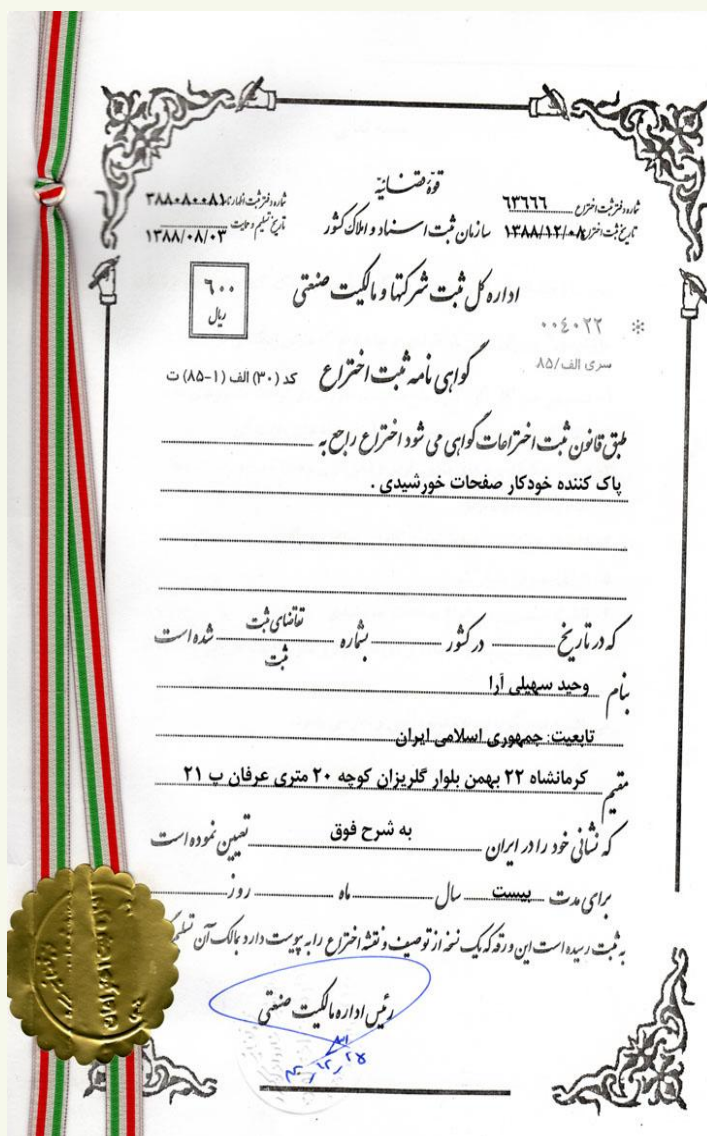 قوۀ قضائیه
شماره دفتر ثبت اختراع ۶۳۶۶۶
شماره دفتر ثبت اظهارنامه ۳۸۸۰۸۰۰۸۱
تاریخ ثبت اختراع ۱۳۸۸/۱۲/۰۸
سازمان ثبت اسناد و املاک کشور
تاریخ تسلیم و حمایت ۱۳۸۸/۰۸/۰۳
اداره کل ثبت شرکتها و مالکیت صنعتی
۶۰۰
ریال
۰۰٤۰۲۲ *
سری الف/۸۵
گواهی نامه ثبت اختراع کد (۳۰) الف (۱-۸۵) ت
طبق قانون ثبت اختراعات گواهی می شود اختراع راجع به
پاک کننده خودکار صفحات خورشیدی .
که در تاریخ در کشور بشماره تقاضای ثبت شده است
ثبت
بنام وحید سهیلی آرا
تابعیت: جمهوری اسلامی ایران
مقیم کرمانشاه ۲۲ بهمن بلوار گلریزان کوچه ۲۰ متری عرفان پ ۲۱
که نشانی خود را در ایران به شرح فوق تعیین نموده است
برای مدت بیست سال ماه روز
به ثبت رسیده است این ورقه که یک نسخه از توصیف و نقشه اختراع را به پیوست دارد بمالک آن
رئیس اداره مالکیت صنعتی